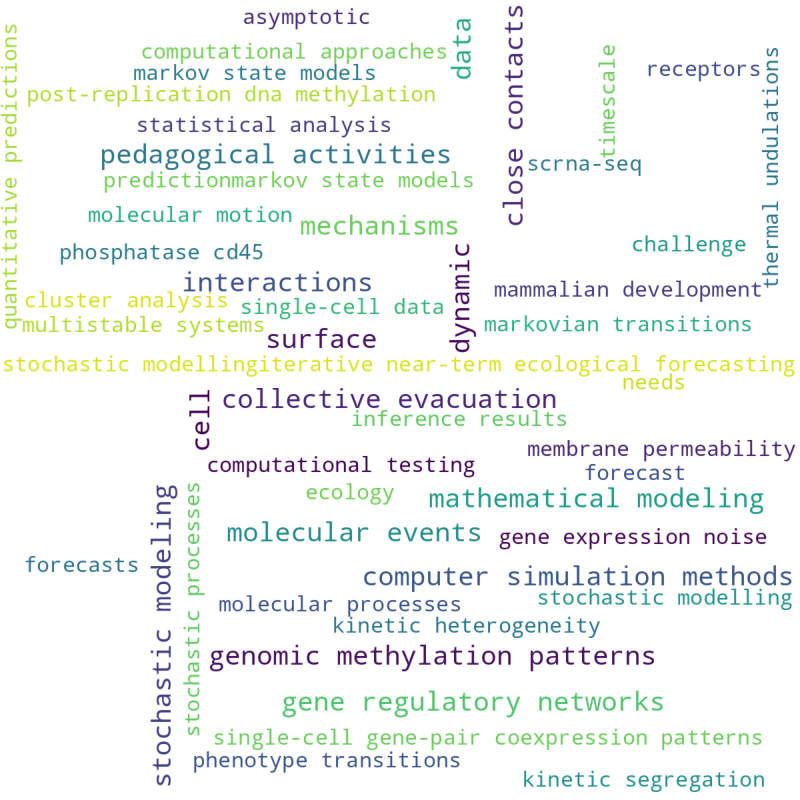 asymptotic
computational approaches
data
close contacts
markov state models
receptors
timescale
thermal undulations
quantitative predictions
post-replication dna methylation
statistical analysis
pedagogical activities
scrna-seq
predictionmarkov state models
molecular motion
mechanisms
challenge
phosphatase cd45
dynamic
interactions
mammalian development
cluster analysis
single-cell data
multistable systems
markovian transitions
surface
stochastic modellingiterative near-term ecological forecasting
needs
cell
collective evacuation
inference results
membrane permeability
computational testing
forecast
stochastic modeling
stochastic processes
ecology
mathematical modeling
molecular events
gene expression noise
forecasts
computer simulation methods
molecular processes
stochastic modelling
kinetic heterogeneity
genomic methylation patterns
gene regulatory networks
single-cell gene-pair coexpression patterns
phenotype transitions
kinetic segregation